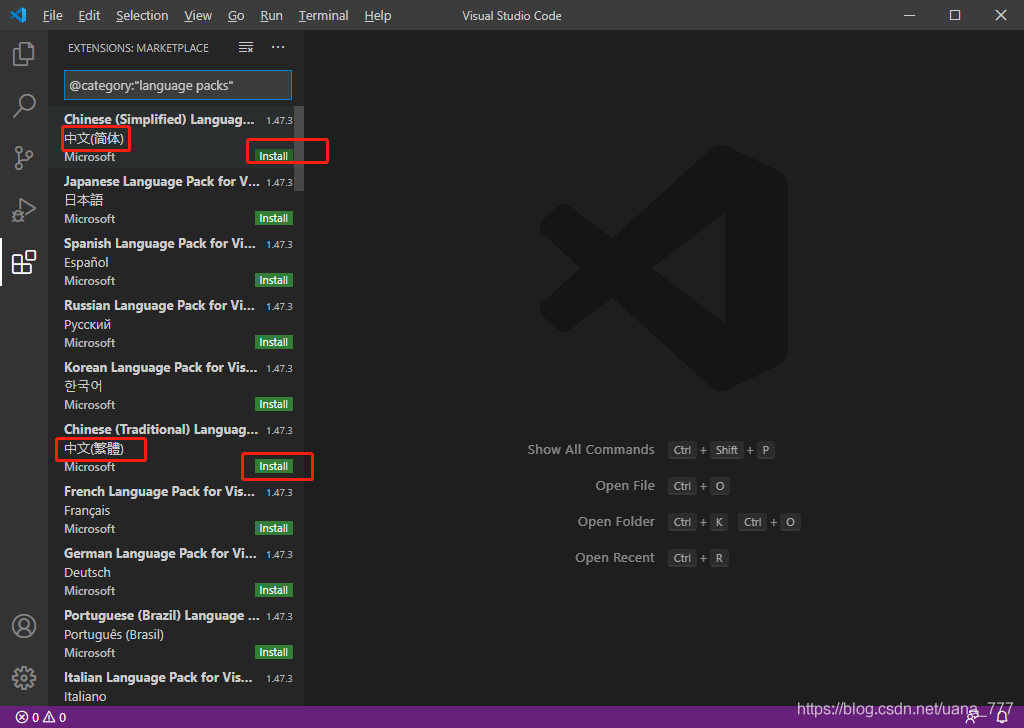 File Edit Selection View Go Run Terminal Help Visual Studio Code
EXTENSIONS: MARKETPLACE
@category:"language packs"
Chinese (Simplified) Languag... 1.47.3
中文(简体)
Microsoft Install
Japanese Language Pack for V... 1.47.3
日本語
Microsoft Install
Spanish Language Pack for Vi... 1.47.3
Español
Microsoft Install
Russian Language Pack for Vi... 1.47.3
Русский
Microsoft Install
Korean Language Pack for Vis... 1.47.3
한국어
Microsoft Install
Chinese (Traditional) Languag... 1.47.3
中文(繁體)
Microsoft Install
French Language Pack for Vis... 1.47.3
Français
Microsoft Install
German Language Pack for Vi... 1.47.3
Deutsch
Microsoft Install
Portuguese (Brazil) Language ... 1.47.3
Português (Brasil)
Microsoft Install
Italian Language Pack for Vis... 1.47.3
Italiano
Show All Commands Ctrl + Shift + P
Open File Ctrl + O
Open Folder Ctrl + K Ctrl + O
Open Recent Ctrl + R
0 0
https://blog.csdn.net/uana_777